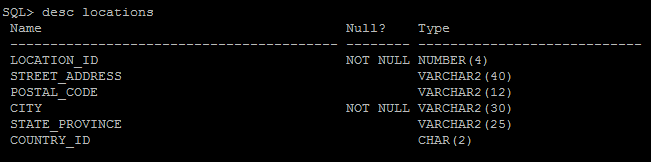 SQL> desc locations
 Name                                      Null?    Type
 ----------------------------------------- -------- ----------------------------
 LOCATION_ID                               NOT NULL NUMBER(4)
 STREET_ADDRESS                                     VARCHAR2(40)
 POSTAL_CODE                                        VARCHAR2(12)
 CITY                                      NOT NULL VARCHAR2(30)
 STATE_PROVINCE                                     VARCHAR2(25)
 COUNTRY_ID                                         CHAR(2)